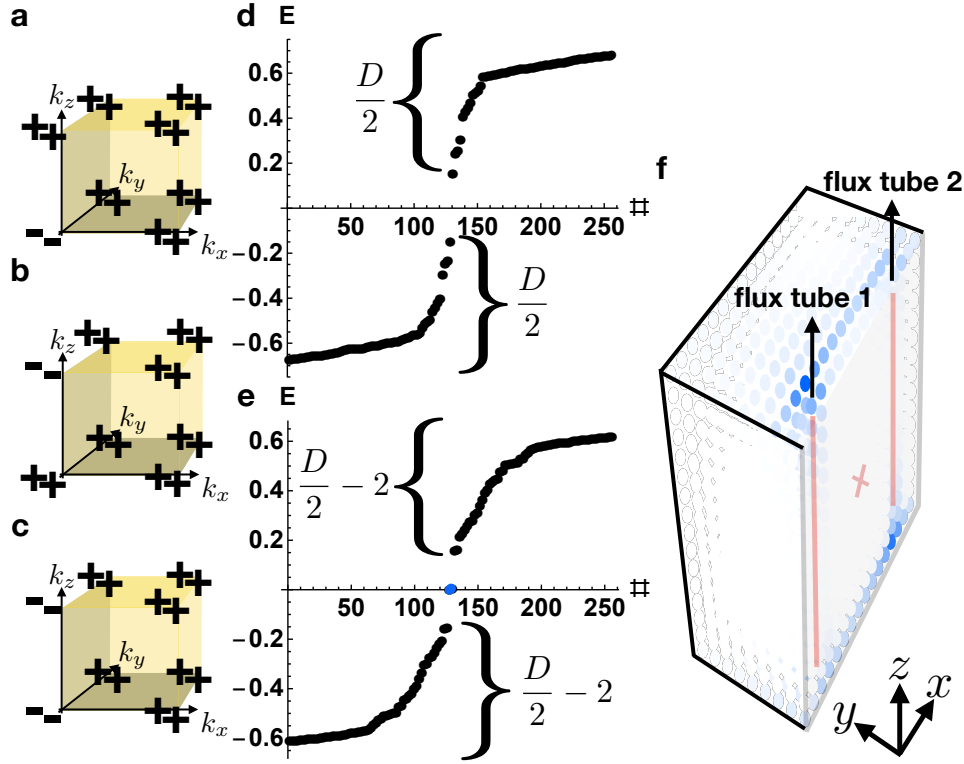 a
k_z
k_y
k_x
b
k_z
k_y
k_x
c
k_z
k_y
k_x
d
E
0.6
0.4
0.2
50 100 150 200 250 #
-0.2
-0.4
-0.6
D/2
D/2
e
E
0.6
0.4
0.2
50 100 150 200 250 #
-0.2
-0.4
-0.6
D/2 - 2
D/2 - 2
f
flux tube 2
flux tube 1
z
x
y